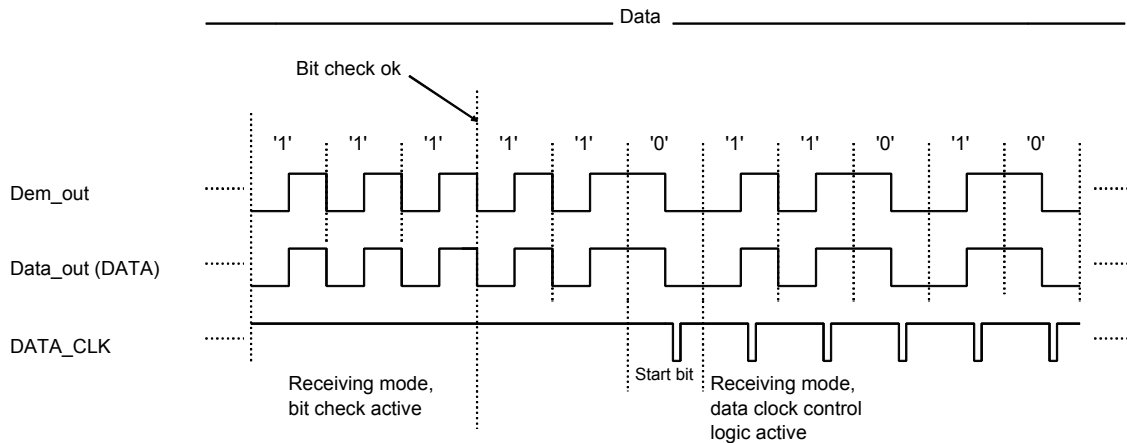 Data
Bit check ok
'1' '1' '1' '1' '1' '0' '1' '1' '0' '1' '0'
Dem_out
Data_out (DATA)
DATA_CLK
Start bit
Receiving mode,
bit check active
Receiving mode,
data clock control
logic active